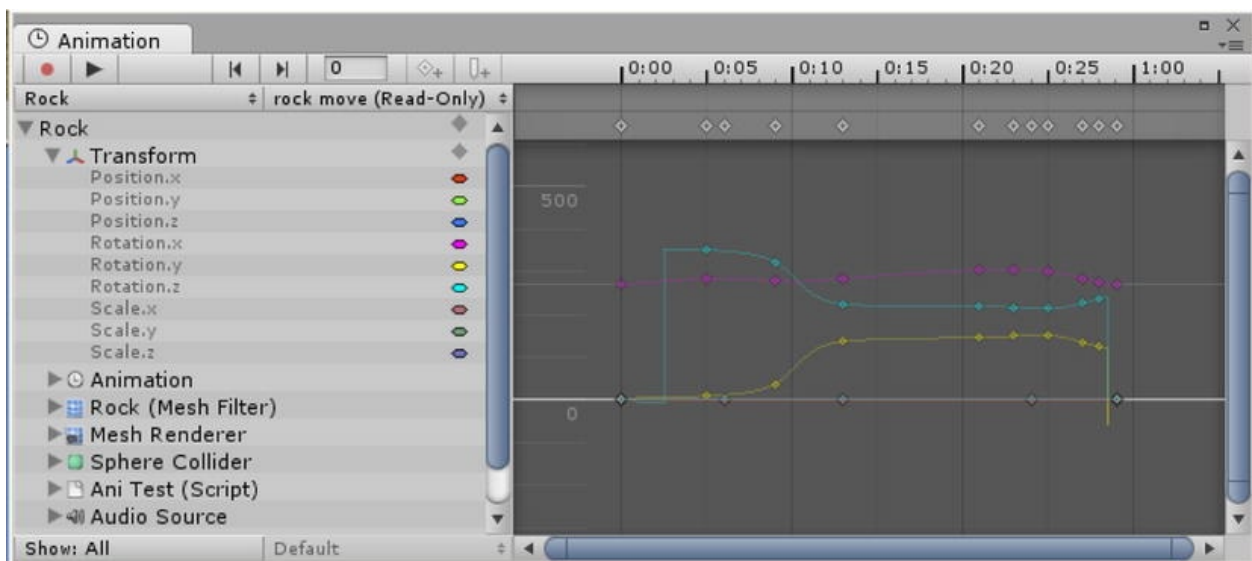 Animation
0 0:00 0:05 0:10 0:15 0:20 0:25 1:00
Rock rock move (Read-Only)
Rock
Transform
Position.x
Position.y
Position.z
Rotation.x
Rotation.y
Rotation.z
Scale.x
Scale.y
Scale.z
Animation
Rock (Mesh Filter)
Mesh Renderer
Sphere Collider
Ani Test (Script)
Audio Source
Show: All Default
500
0